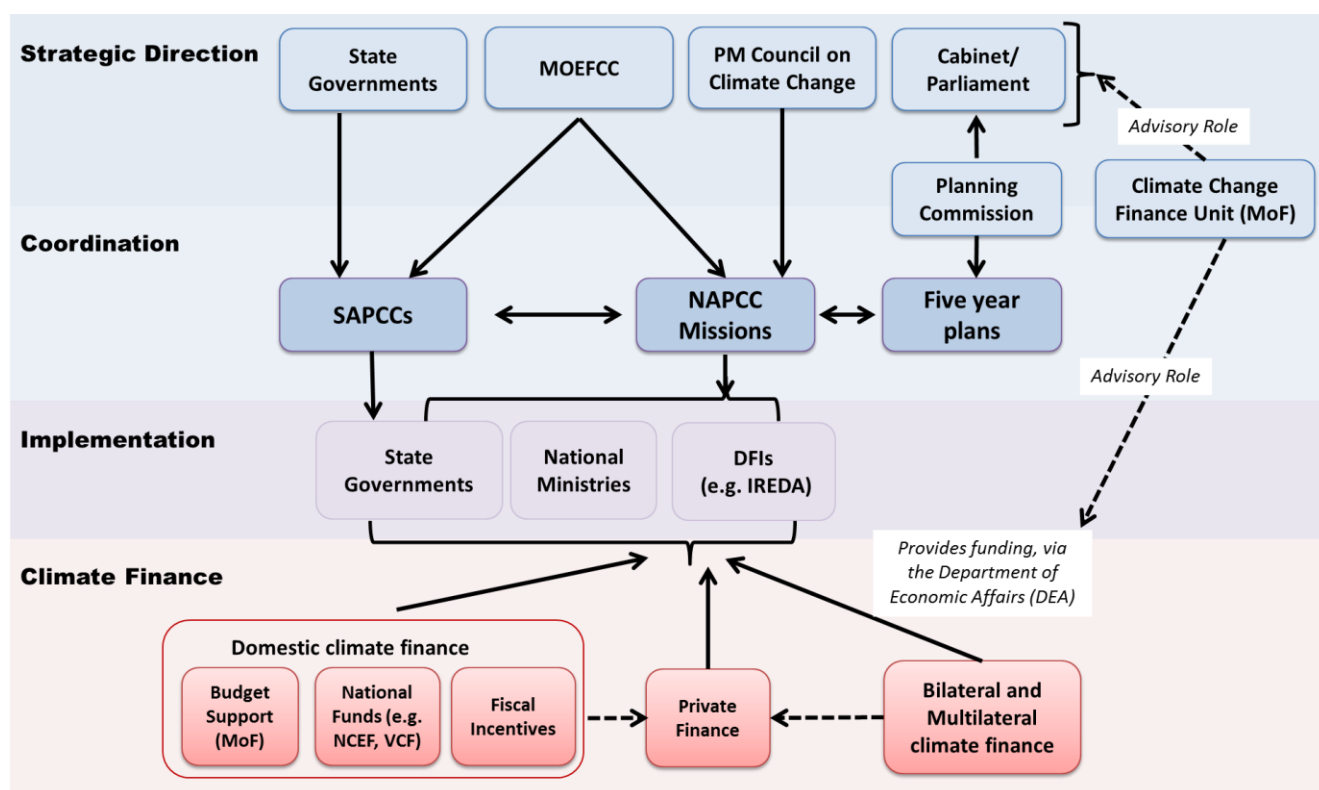 Strategic Direction
State
Governments
MOEFCC
PM Council on
Climate Change
Cabinet/
Parliament
Advisory Role
Planning
Commission
Climate Change
Finance Unit (MoF)
Coordination
SAPCCs
NAPCC
Missions
Five year
plans
Advisory Role
Implementation
State
Governments
National
Ministries
DFIs
(e.g. IREDA)
Provides funding, via
the Department of
Economic Affairs (DEA)
Climate Finance
Domestic climate finance
Budget
Support
(MoF)
National
Funds (e.g.
NCEF, VCF)
Fiscal
Incentives
Private
Finance
Bilateral and
Multilateral
climate finance